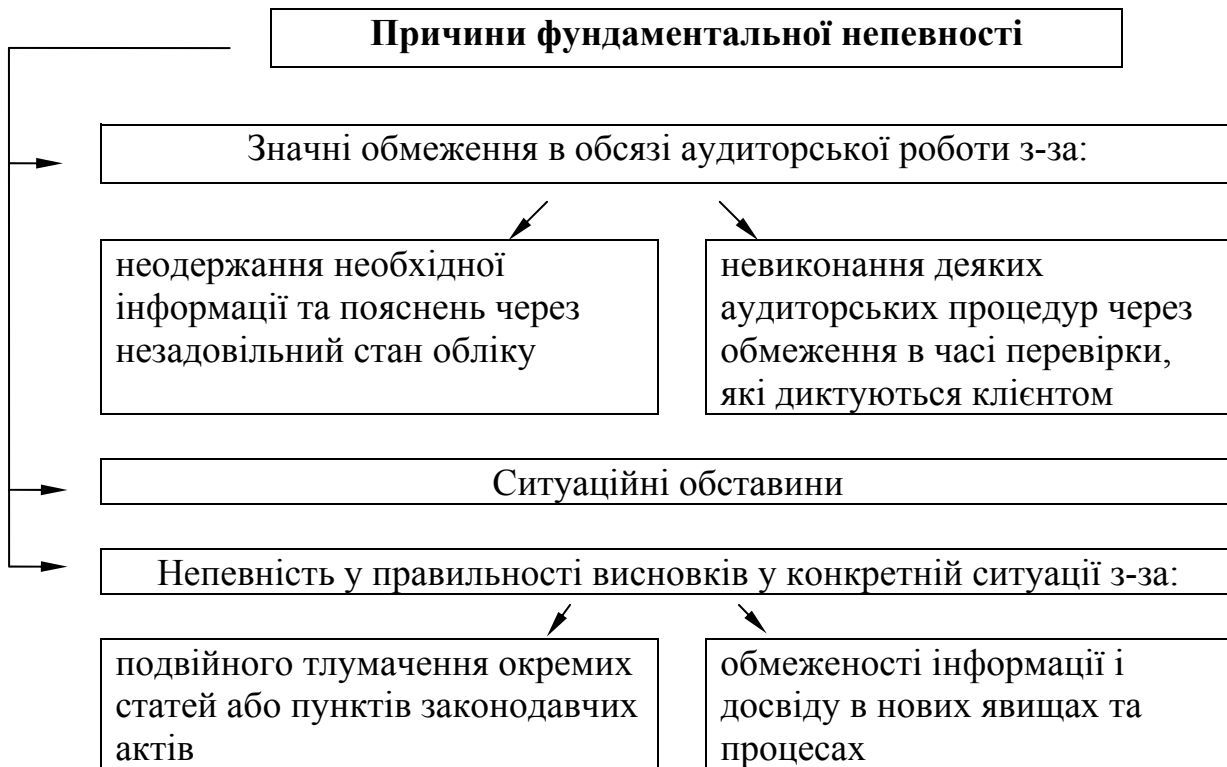 Причини фундаментальної непевності
Значні обмеження в обсязі аудиторської роботи з-за:
неодержання необхідної
інформації та пояснень через
незадовільний стан обліку
невиконання деяких
аудиторських процедур через
обмеження в часі перевірки,
які диктуються клієнтом
Ситуаційні обставини
Непевність у правильності висновків у конкретній ситуації з-за:
подвійного тлумачення окремих
статей або пунктів законодавчих
актів
обмеженості інформації і
досвіду в нових явищах та
процесах